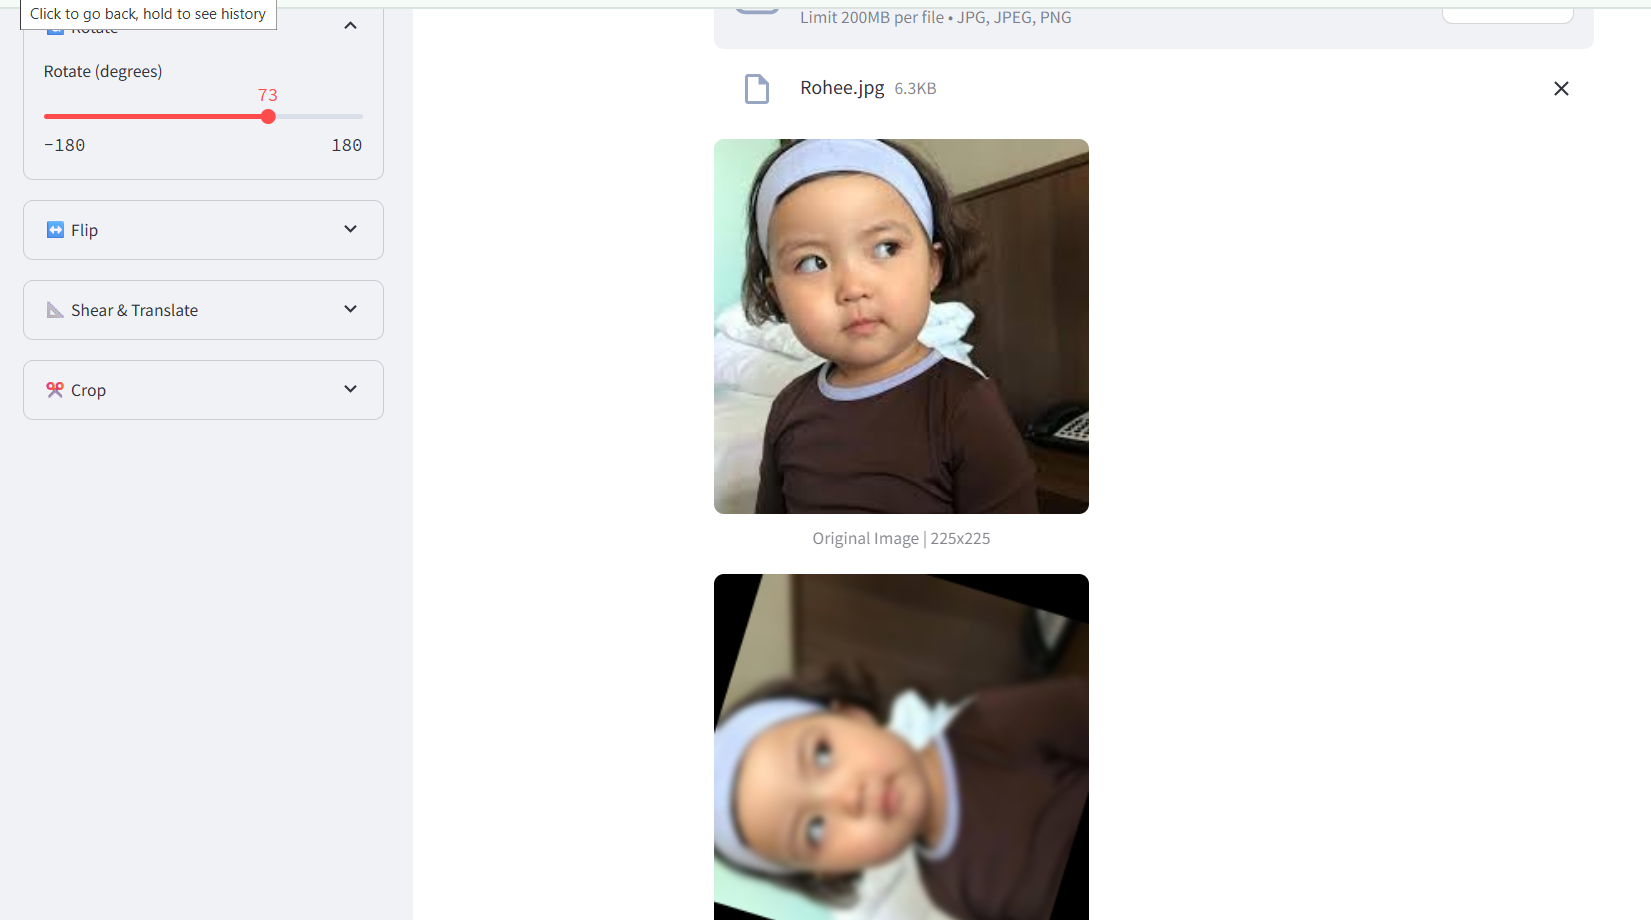 Click to go back, hold to see history
Rotate
Rotate (degrees)
73
-180 180
Flip
Shear & Translate
Crop
Limit 200MB per file • JPG, JPEG, PNG
Rohee.jpg 6.3KB
Original Image | 225x225